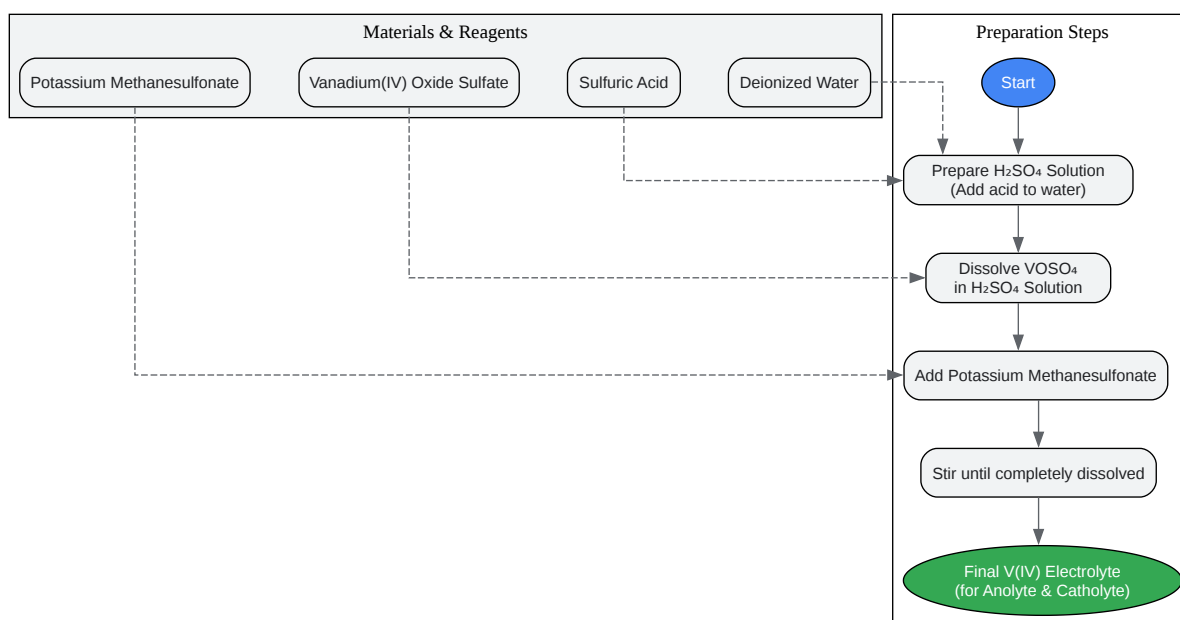 Materials & Reagents
Potassium Methanesulfonate
Vanadium(IV) Oxide Sulfate
Sulfuric Acid
Deionized Water
Preparation Steps
Start
Prepare H₂SO₄ Solution
(Add acid to water)
Dissolve VOSO₄
in H₂SO₄ Solution
Add Potassium Methanesulfonate
Stir until completely dissolved
Final V(IV) Electrolyte
(for Anolyte & Catholyte)